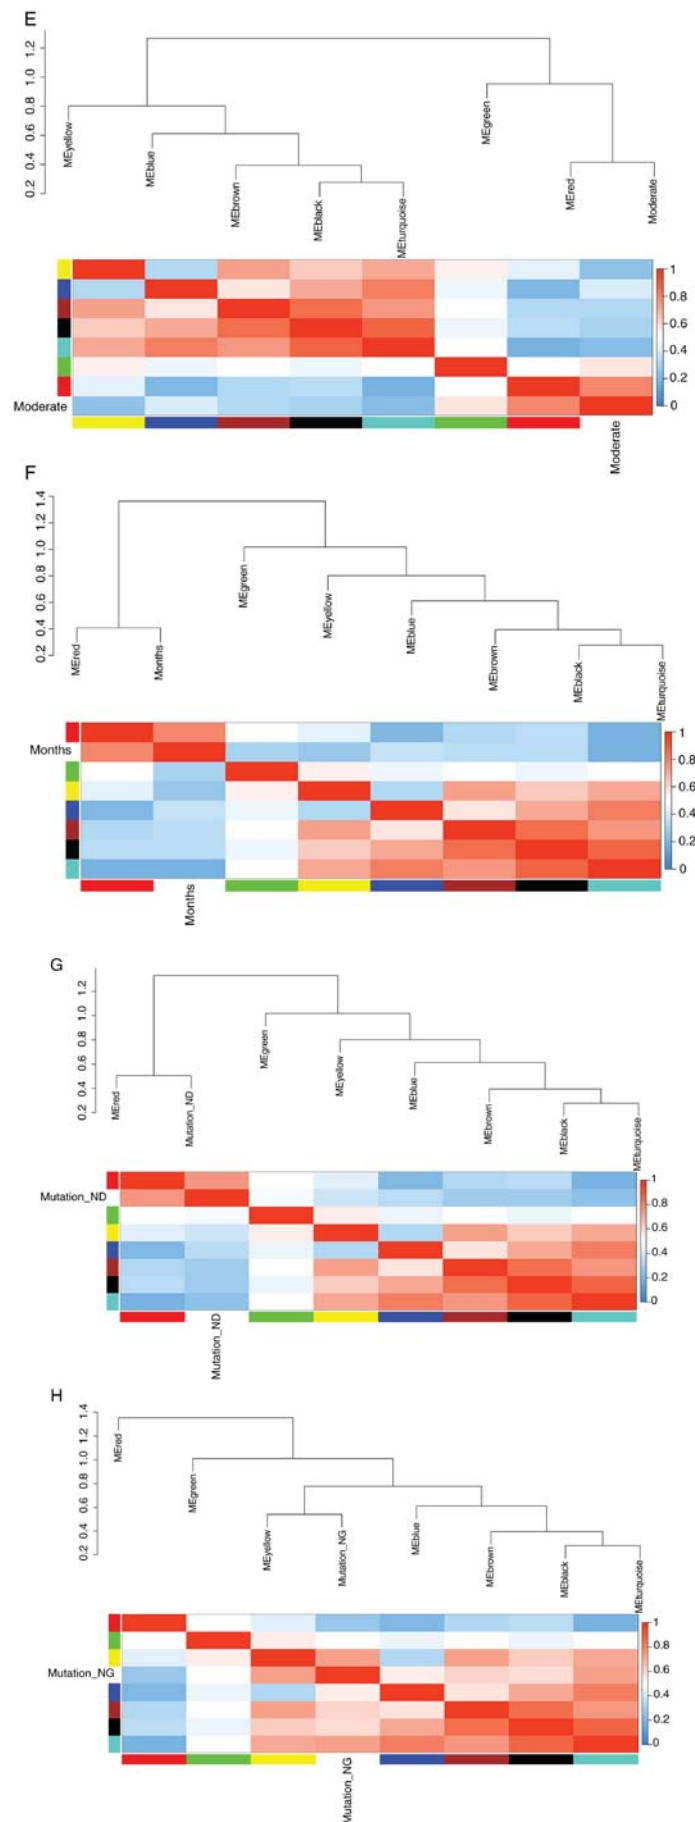 E
1.2
1.0
0.8
0.6
0.4
0.2
MEyellow
MEblue
MEbrown
MEblack
MEturquoise
MEgreen
MEred
Moderate
1
0.8
0.6
0.4
0.2
0
Moderate
Moderate
F
1.4
1.2
1.0
0.8
0.6
0.4
0.2
MEred
Months
MEgreen
MEyellow
MEblue
MEbrown
MEblack
MEturquoise
Months
1
0.8
0.6
0.4
0.2
0
Months
G
1.2
1.0
0.8
0.6
0.4
0.2
MEred
Mutation_ND
MEgreen
MEyellow
MEblue
MEbrown
MEblack
MEturquoise
Mutation_ND
1
0.8
0.6
0.4
0.2
0
Mutation_ND
H
1.4
1.2
1.0
0.8
0.6
0.4
0.2
MEred
MEgreen
MEyellow
Mutation_NG
MEblue
MEbrown
MEblack
MEturquoise
Mutation_NG
1
0.8
0.6
0.4
0.2
0
Mutation_NG